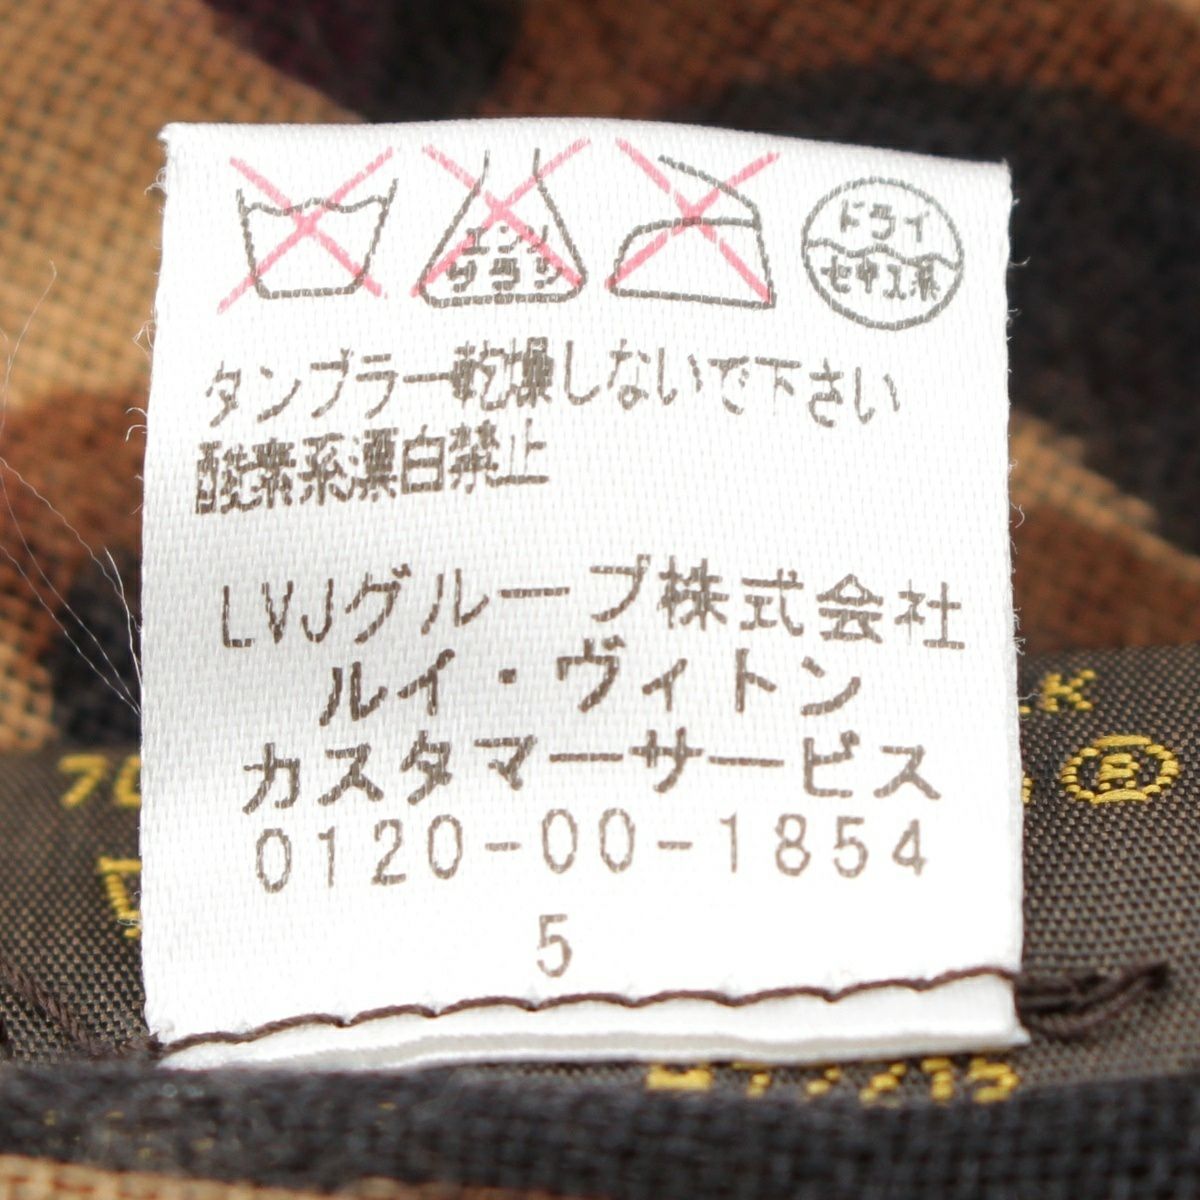 エンソ
サラシ
ドライ
セキユ系
タンブラー乾燥しないで下さい
酸素系漂白禁止
LVJグループ株式会社
ルイ・ヴィトン
カスタマーサービス
0120-00-1854
5